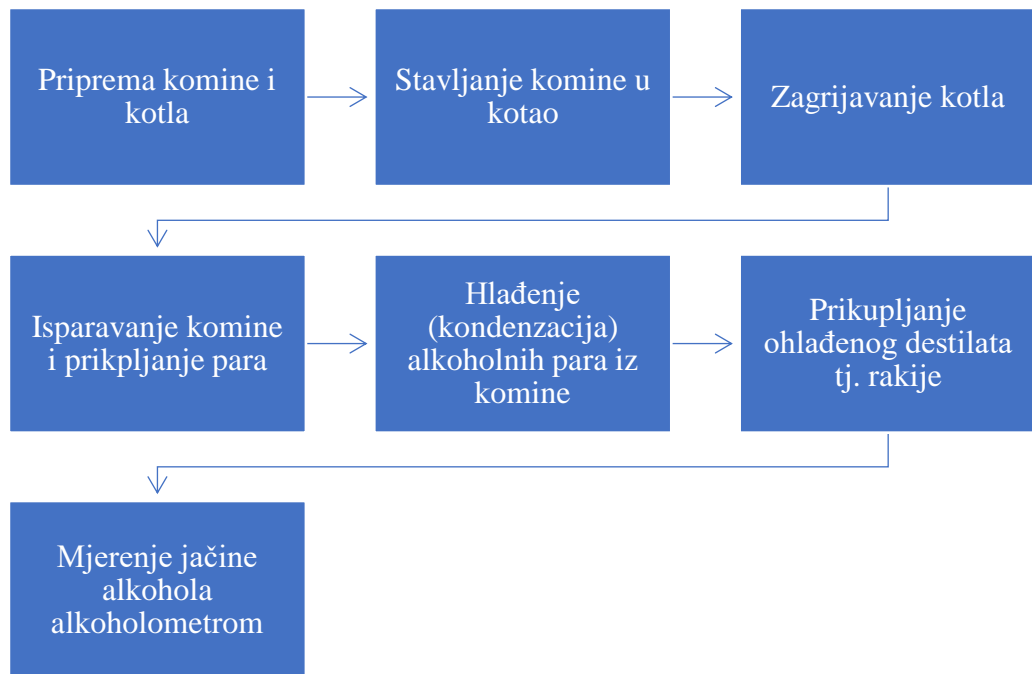 Priprema komine i
kotla
Stavljanje komine u
kotao
Zagrijavanje kotla
Isparavanje komine
i prikpljanje para
Hlađenje
(kondenzacija)
alkoholnih para iz
komine
Prikupljanje
ohlađenog destilata
tj. rakije
Mjerenje jačine
alkohola
alkoholometrom